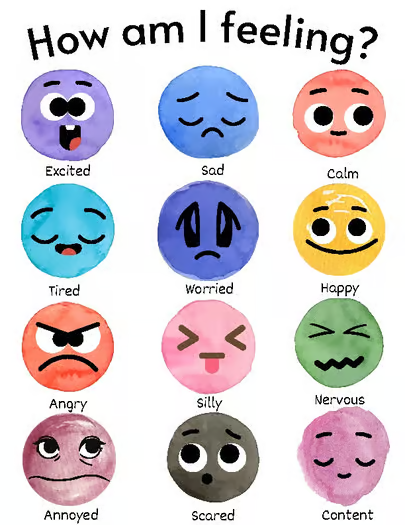 How am I feeling?
Excited
Sad
Calm
Tired
Worried
Happy
Angry
Silly
Nervous
Annoyed
Scared
Content